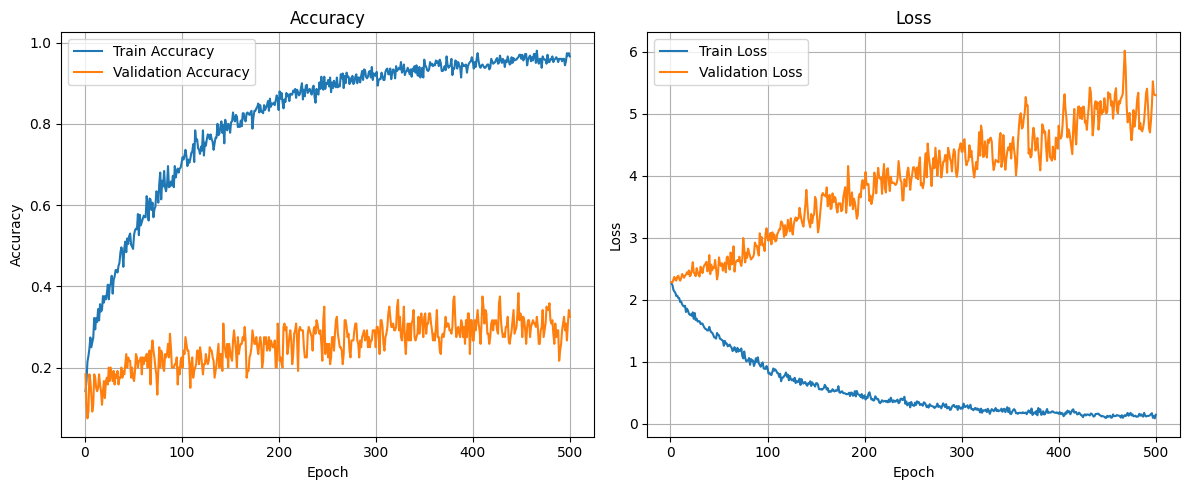 Accuracy
Train Accuracy
Validation Accuracy
1.0
0.8
0.6
0.4
0.2
Accuracy
0
100
200
300
400
500
Epoch
Loss
Train Loss
Validation Loss
6
5
4
3
2
1
0
Loss
0
100
200
300
400
500
Epoch